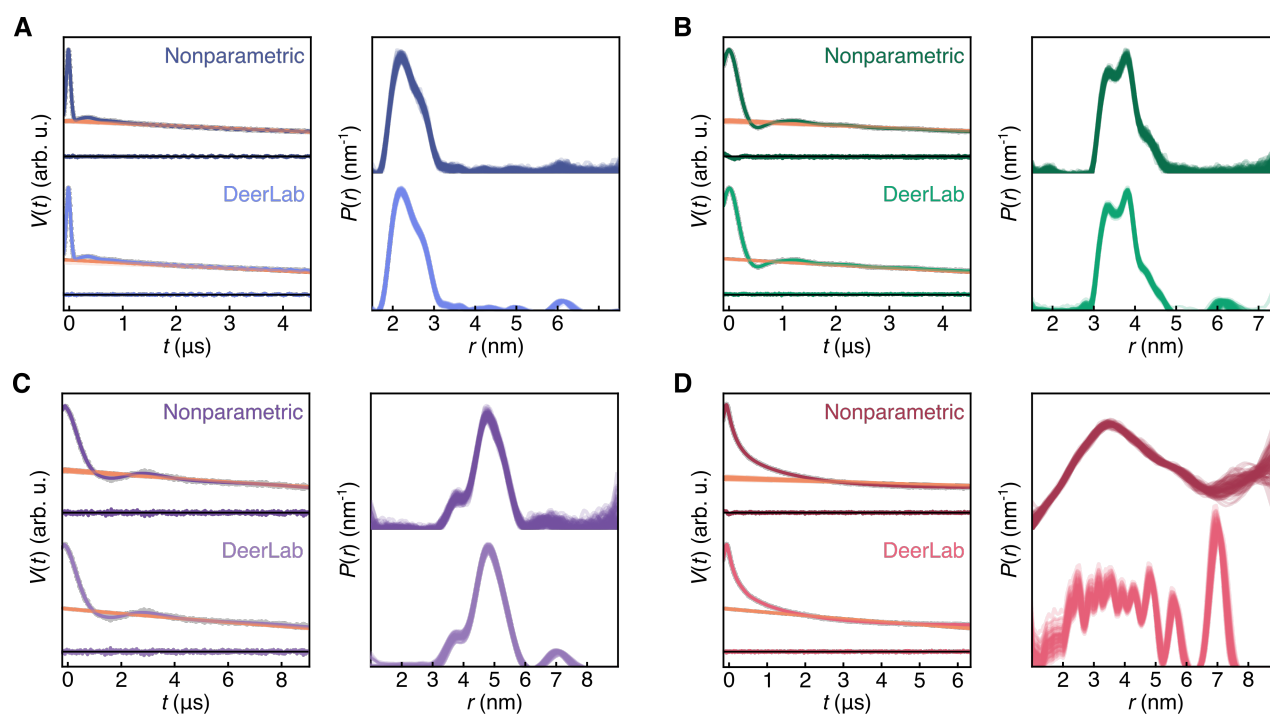 A
Nonparametric
DeerLab
V(t) (arb. u.)
0 1 2 3 4
t (μs)
P(r) (nm⁻¹)
2 3 4 5 6
r (nm)
B
Nonparametric
DeerLab
V(t) (arb. u.)
0 1 2 3 4
t (μs)
P(r) (nm⁻¹)
2 3 4 5 6 7
r (nm)
C
Nonparametric
DeerLab
V(t) (arb. u.)
0 2 4 6 8
t (μs)
P(r) (nm⁻¹)
2 3 4 5 6 7 8
r (nm)
D
Nonparametric
DeerLab
V(t) (arb. u.)
0 1 2 3 4 5 6
t (μs)
P(r) (nm⁻¹)
2 3 4 5 6 7 8
r (nm)